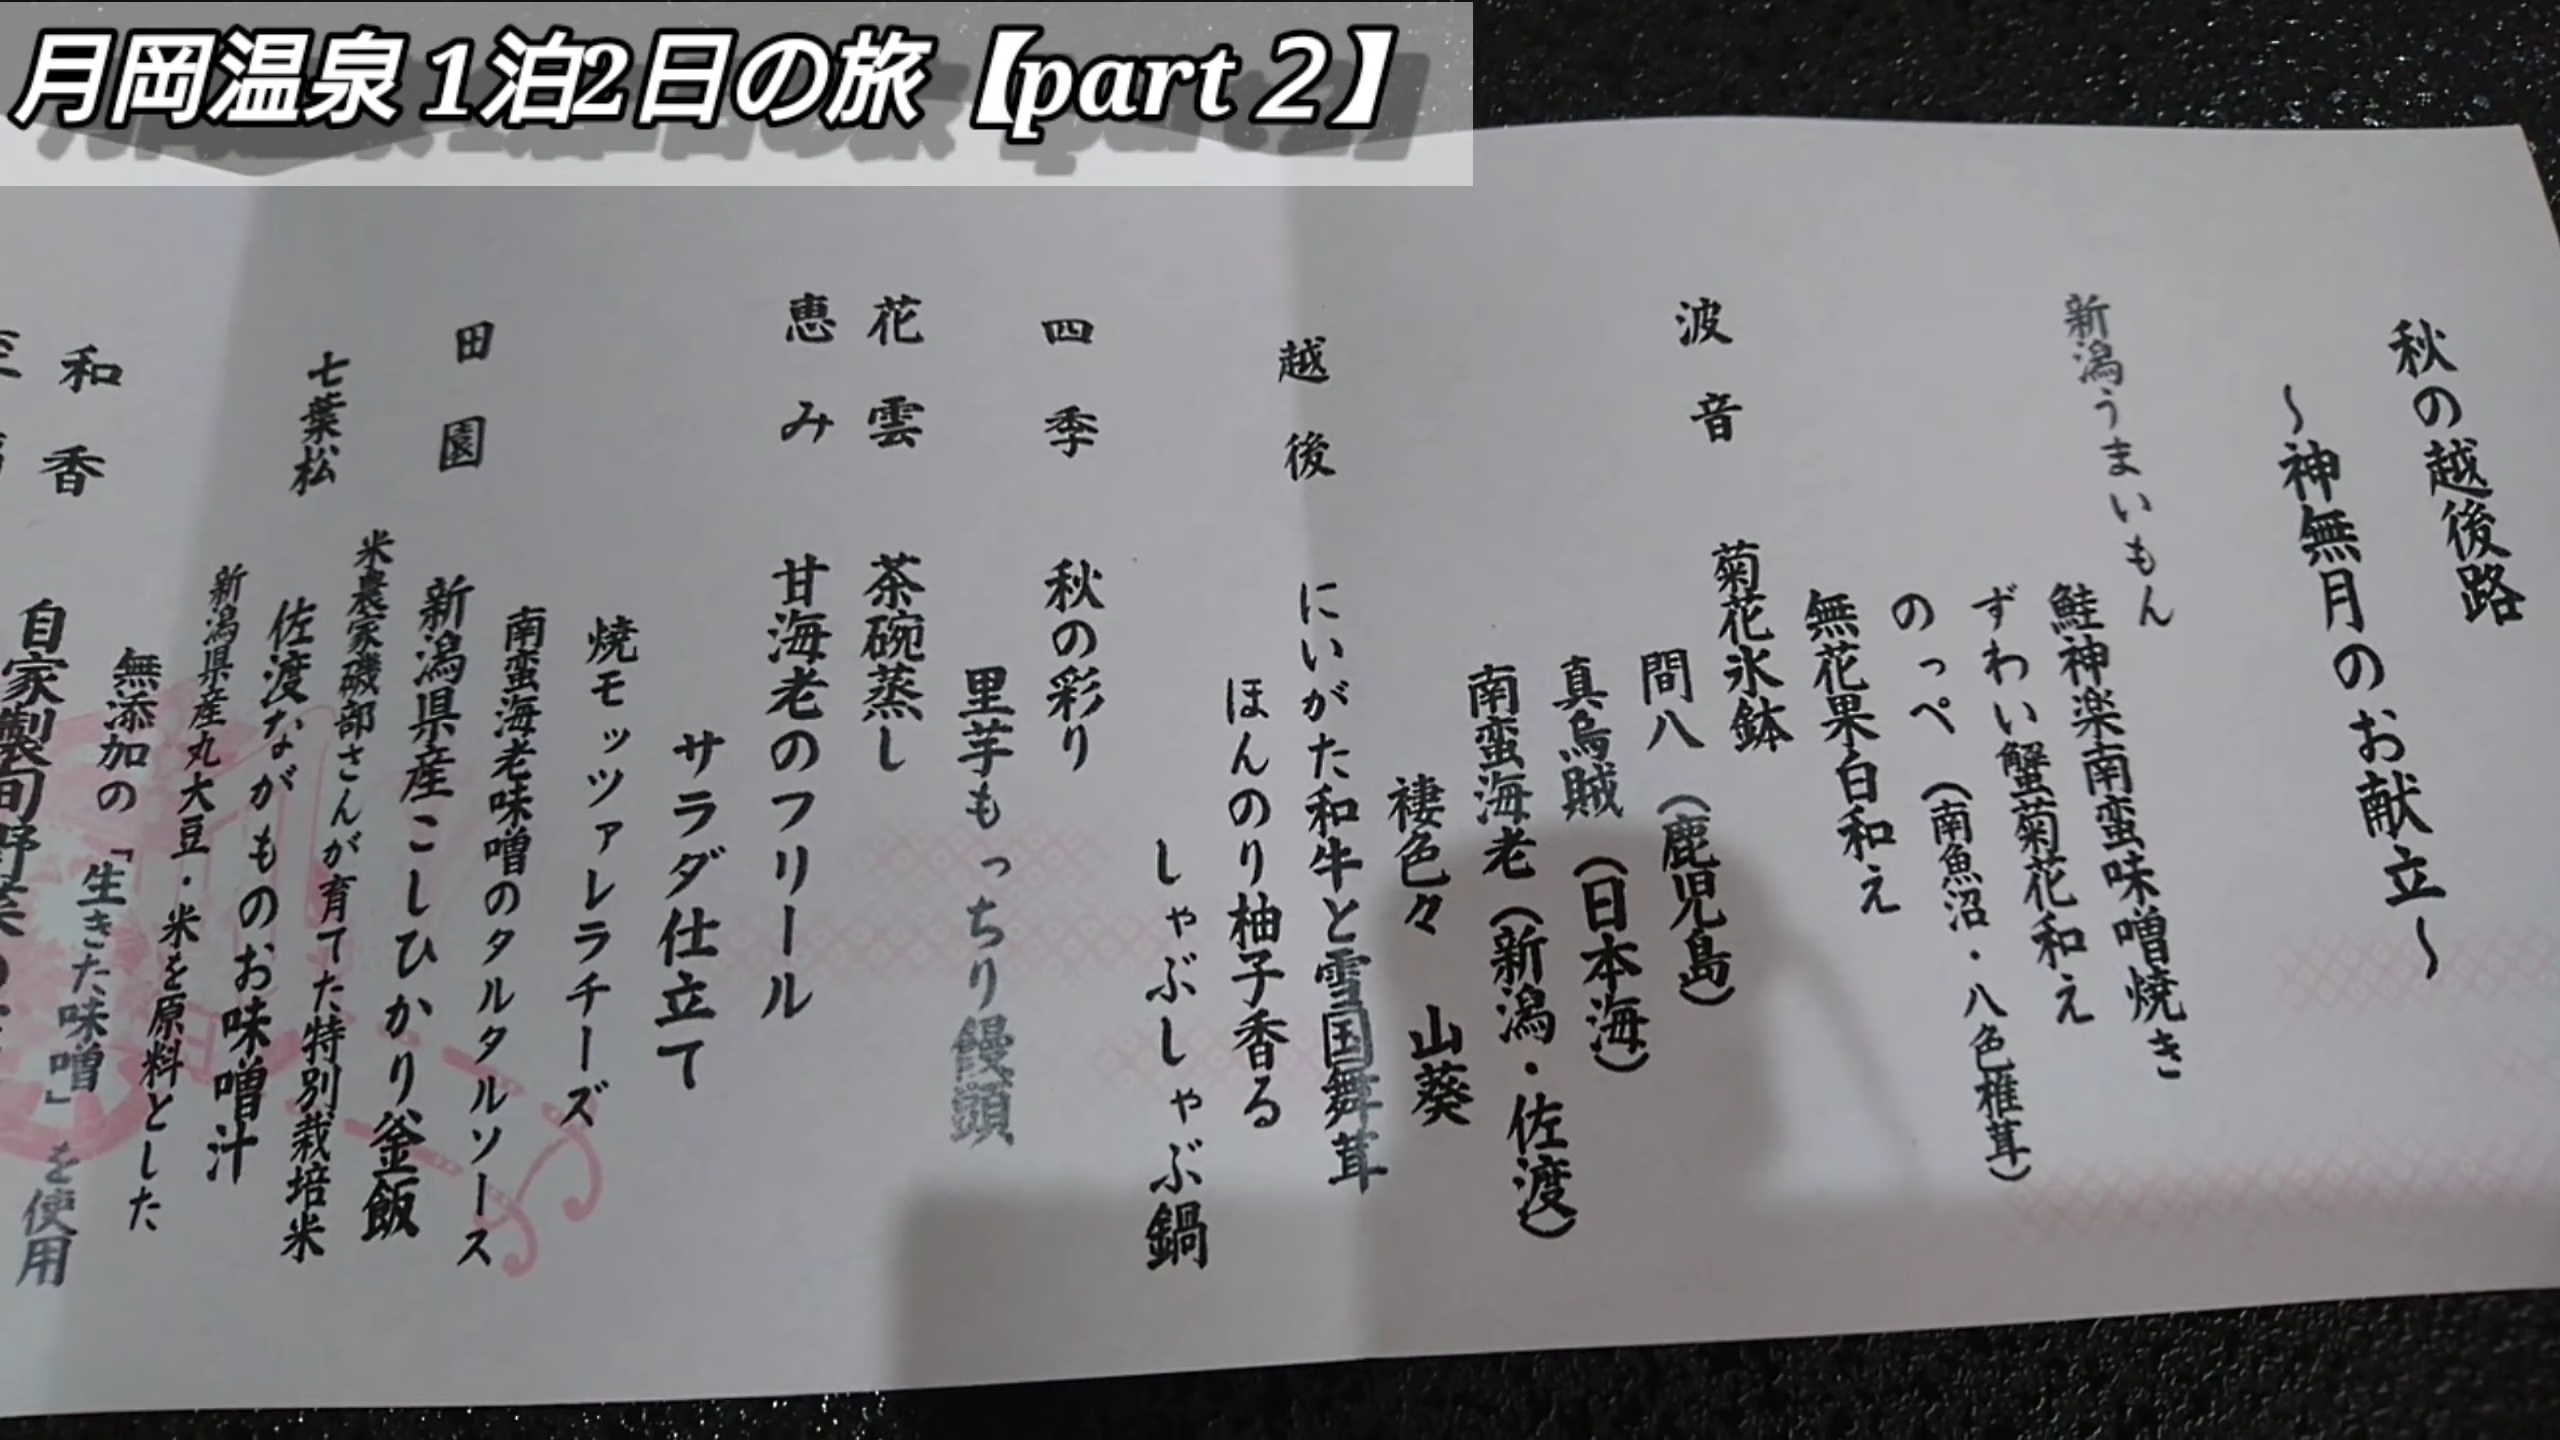 月岡温泉 1泊2日の旅【part 2】
秋の越後路
～神無月のお献立～
新潟うまいもん
鮭神楽南蛮味噌焼き
ずわい蟹菊花和え
のっぺ（南魚沼・八色椎茸）
無花果白和え
波音 菊花氷鉢
間八（鹿児島）
真烏賊（日本海）
南蛮海老（新潟・佐渡）
褄色々 山葵
越後 にいがた和牛と雪国舞茸
ほんのり柚子香る
しゃぶしゃぶ鍋
四季 秋の彩り
里芋もっちり饅頭
花雲 茶碗蒸し
恵み 甘海老のフリール
サラダ仕立て
焼モッツァレラチーズ
南蛮海老味噌のタルタルソース
田園 新潟県産こしひかり釜飯
米農家磯部さんが育てた特別栽培米
七葉松 佐渡ながものお味噌汁
新潟県産丸大豆・米を原料とした
無添加の「生きた味噌」を使用
和香 自家製旬野菜の